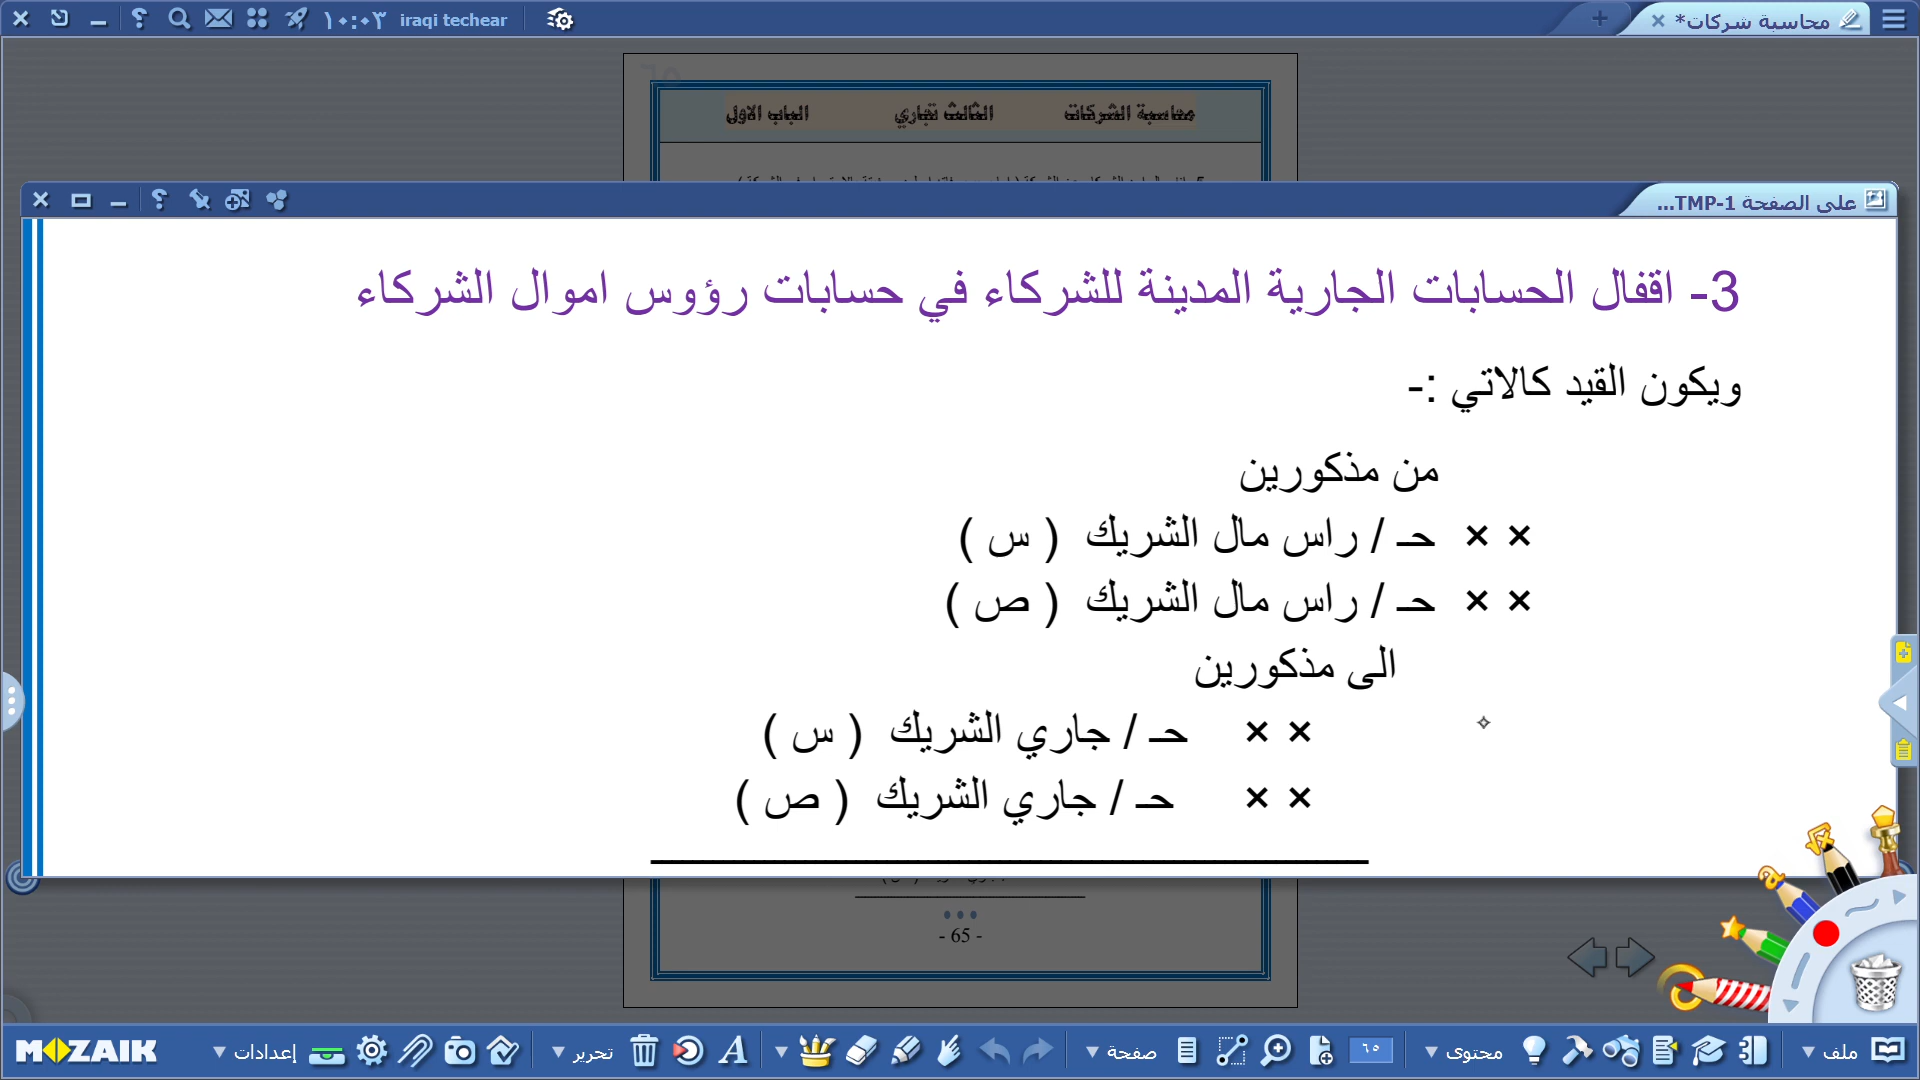 ١٠:٠٣ iraqi techear
محاسبة شركات*
محاسبة الشركات الثالث تجاري الباب الاول
على الصفحة TMP-1...
3- اقفال الحسابات الجارية المدينة للشركاء في حسابات رؤوس اموال الشركاء
ويكون القيد كالاتي :-
من مذكورين
× × حـ / راس مال الشريك ( س )
× × حـ / راس مال الشريك ( ص )
الى مذكورين
× × حـ / جاري الشريك ( س )
× × حـ / جاري الشريك ( ص )
- 65 -
ملف محتوى ٦٥ صفحة تحرير إعدادات MOZAIK